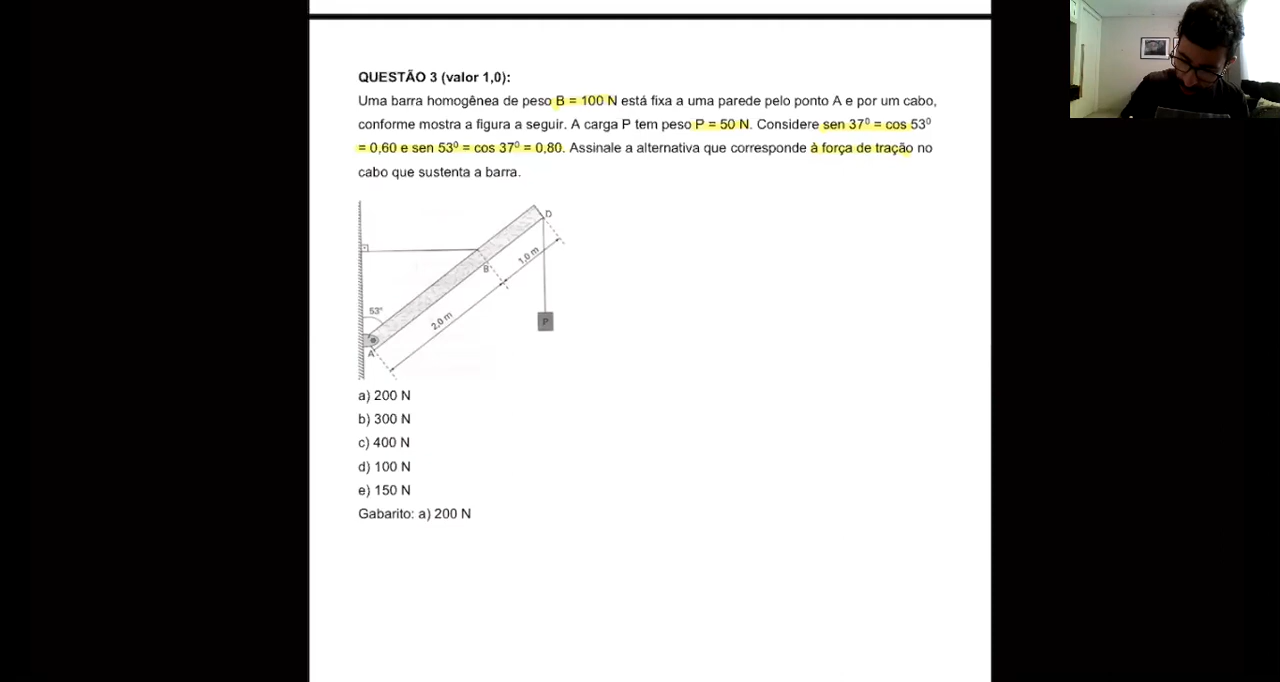 QUESTÃO 3 (valor 1,0):
Uma barra homogênea de peso B = 100 N está fixa a uma parede pelo ponto A e por um cabo,
conforme mostra a figura a seguir. A carga P tem peso P = 50 N. Considere sen 37⁰ = cos 53⁰
= 0,60 e sen 53⁰ = cos 37⁰ = 0,80. Assinale a alternativa que corresponde à força de tração no
cabo que sustenta a barra.
D
1,0 m
B
53°
2,0 m
P
A
a) 200 N
b) 300 N
c) 400 N
d) 100 N
e) 150 N
Gabarito: a) 200 N